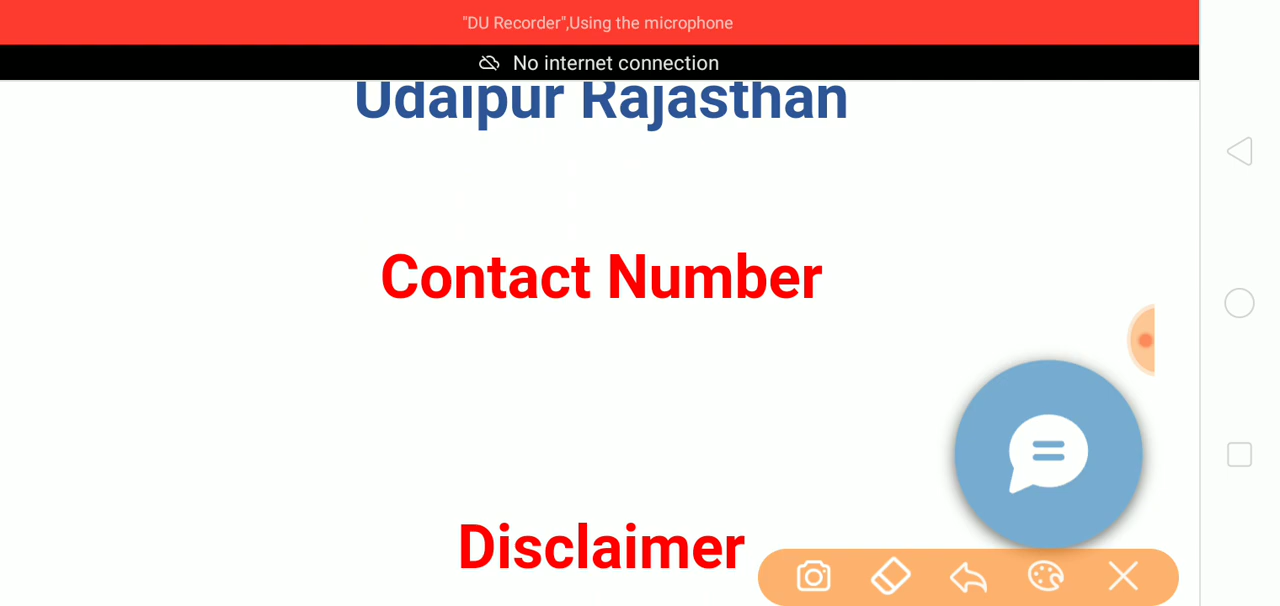 "DU Recorder",Using the microphone
No internet connection
Udaipur Rajasthan
Contact Number
Disclaimer